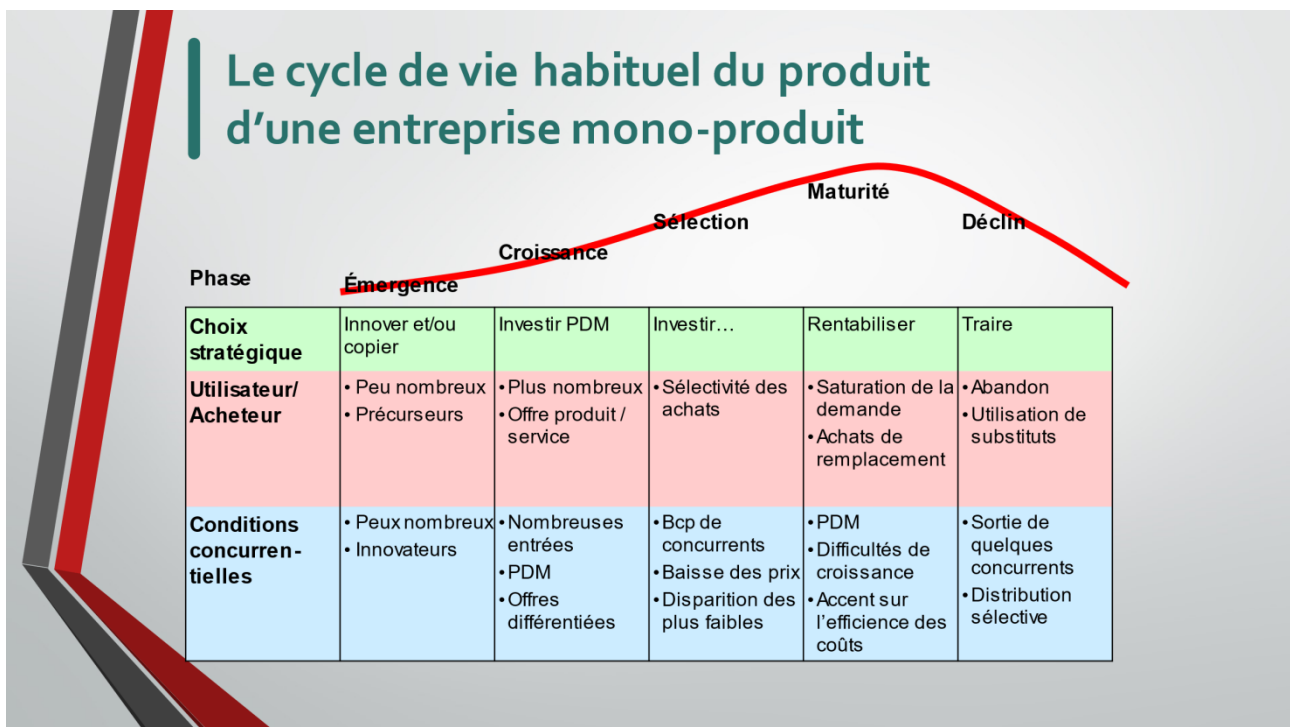 Le cycle de vie habituel du produit
d'une entreprise mono-produit
Maturité
Sélection
Déclin
Croissance
Phase
Émergence
Choix
stratégique
Innover et/ou
copier
Investir PDM
Investir…
Rentabiliser
Traire
Utilisateur/
Acheteur
• Peu nombreux
• Précurseurs
• Plus nombreux
• Offre produit /
service
• Sélectivité des
achats
• Saturation de la
demande
• Achats de
remplacement
• Abandon
• Utilisation de
substituts
Conditions
concurren-
tielles
• Peux nombreux
• Innovateurs
• Nombreuses
entrées
• PDM
• Offres
différentiées
• Bcp de
concurrents
• Baisse des prix
• Disparition des
plus faibles
• PDM
• Difficultés de
croissance
• Accent sur
l'efficience des
coûts
• Sortie de
quelques
concurrents
• Distribution
sélective